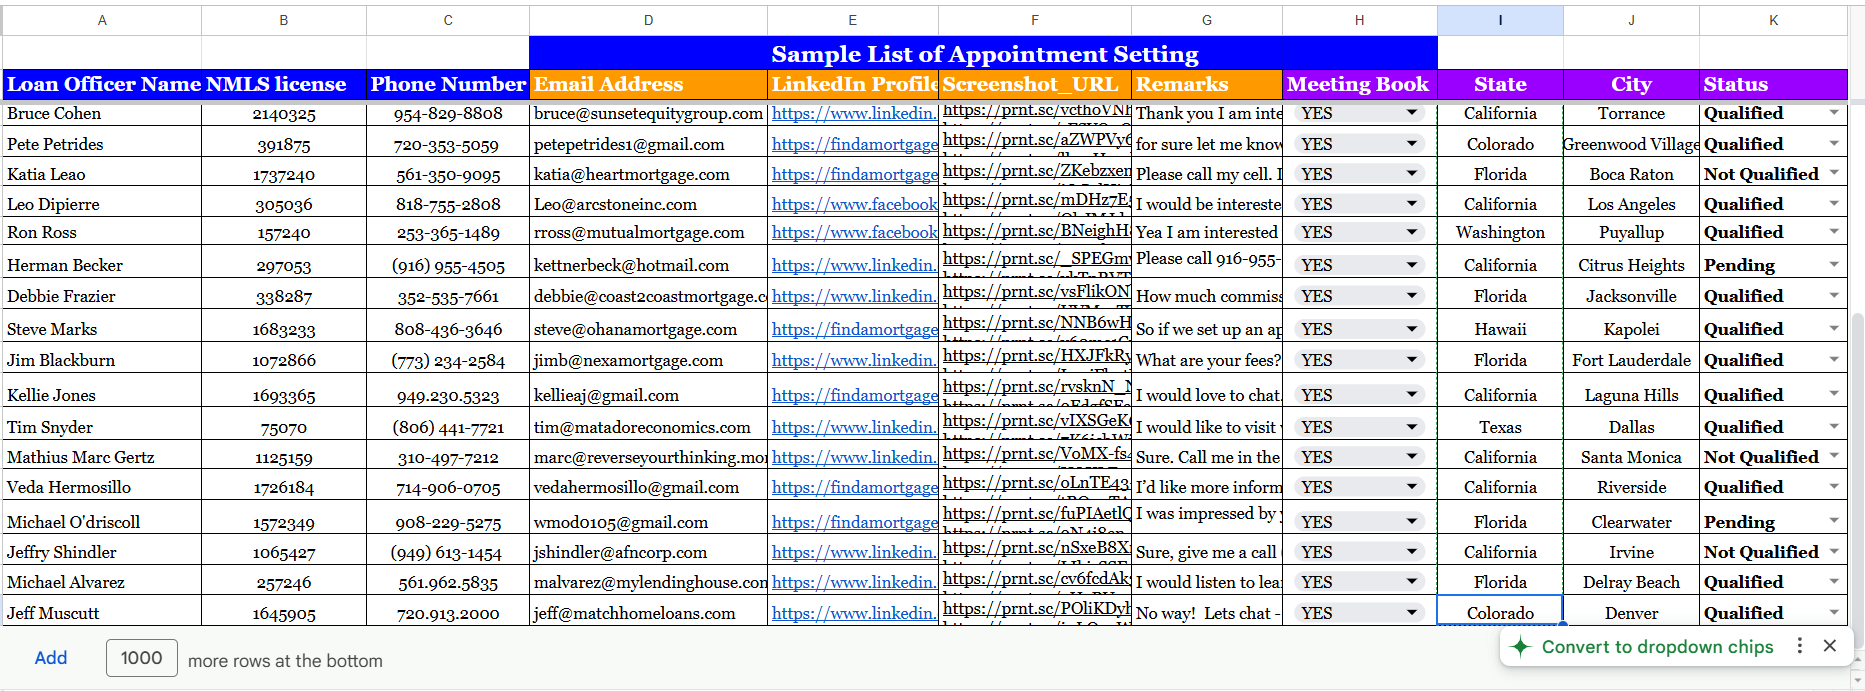 A B C D E F G H I J K
Sample List of Appointment Setting
Loan Officer Name NMLS license Phone Number Email Address LinkedIn Profile Screenshot_URL Remarks Meeting Book State City Status
Bruce Cohen 2140325 954-829-8808 bruce@sunsetequitygroup.com https://www.linkedin. Thank you I am inte YES California Torrance Qualified
Pete Petrides 391875 720-353-5059 petepetrides1@gmail.com https://findamortgage https://prnt.sc/aZWPVy6 for sure let me know YES Colorado Greenwood Village Qualified
Katia Leao 1737240 561-350-9095 katia@heartmortgage.com https://findamortgage https://prnt.sc/ZKebzxen Please call my cell. I YES Florida Boca Raton Not Qualified
Leo Dipierre 305036 818-755-2808 Leo@arcstoneinc.com https://www.facebook https://prnt.sc/mDHz7E I would be intereste YES California Los Angeles Qualified
Ron Ross 157240 253-365-1489 rross@mutualmortgage.com https://www.facebook https://prnt.sc/BNeighH Yea I am interested YES Washington Puyallup Qualified
Herman Becker 297053 (916) 955-4505 kettnerbeck@hotmail.com https://www.linkedin. https://prnt.sc/_SPEGm Please call 916-955- YES California Citrus Heights Pending
Debbie Frazier 338287 352-535-7661 debbie@coast2coastmortgage.c https://www.linkedin. https://prnt.sc/vsFlikON How much commiss YES Florida Jacksonville Qualified
Steve Marks 1683233 808-436-3646 steve@ohanamortgage.com https://findamortgage https://prnt.sc/NNB6wH So if we set up an ap YES Hawaii Kapolei Qualified
Jim Blackburn 1072866 (773) 234-2584 jimb@nexamortgage.com https://www.linkedin. https://prnt.sc/HXJFkRy What are your fees? YES Florida Fort Lauderdale Qualified
Kellie Jones 1693365 949.230.5323 kellieaj@gmail.com https://findamortgage https://prnt.sc/rvsknN_ I would love to chat. YES California Laguna Hills Qualified
Tim Snyder 75070 (806) 441-7721 tim@matadoreconomics.com https://www.linkedin. https://prnt.sc/vIXSGeK I would like to visit YES Texas Dallas Qualified
Mathius Marc Gertz 1125159 310-497-7212 marc@reverseyourthinking.mo https://www.linkedin. https://prnt.sc/VoMX-fs4 Sure. Call me in the YES California Santa Monica Not Qualified
Veda Hermosillo 1726184 714-906-0705 vedahermosillo@gmail.com https://findamortgage https://prnt.sc/oLnTE43 I’d like more inform YES California Riverside Qualified
Michael O'driscoll 1572349 908-229-5275 wmod0105@gmail.com https://findamortgage https://prnt.sc/fuPIAetlQ I was impressed by y YES Florida Clearwater Pending
Jeffry Shindler 1065427 (949) 613-1454 jshindler@afncorp.com https://www.linkedin. https://prnt.sc/nSxeB8X Sure, give me a call YES California Irvine Not Qualified
Michael Alvarez 257246 561.962.5835 malvarez@mylendinghouse.con https://www.linkedin. https://prnt.sc/cv6fcdAk I would listen to lea YES Florida Delray Beach Qualified
Jeff Muscutt 1645905 720.913.2000 jeff@matchhomeloans.com https://www.linkedin. https://prnt.sc/POliKDyh No way! Lets chat - YES Colorado Denver Qualified
Convert to dropdown chips
Add 1000 more rows at the bottom